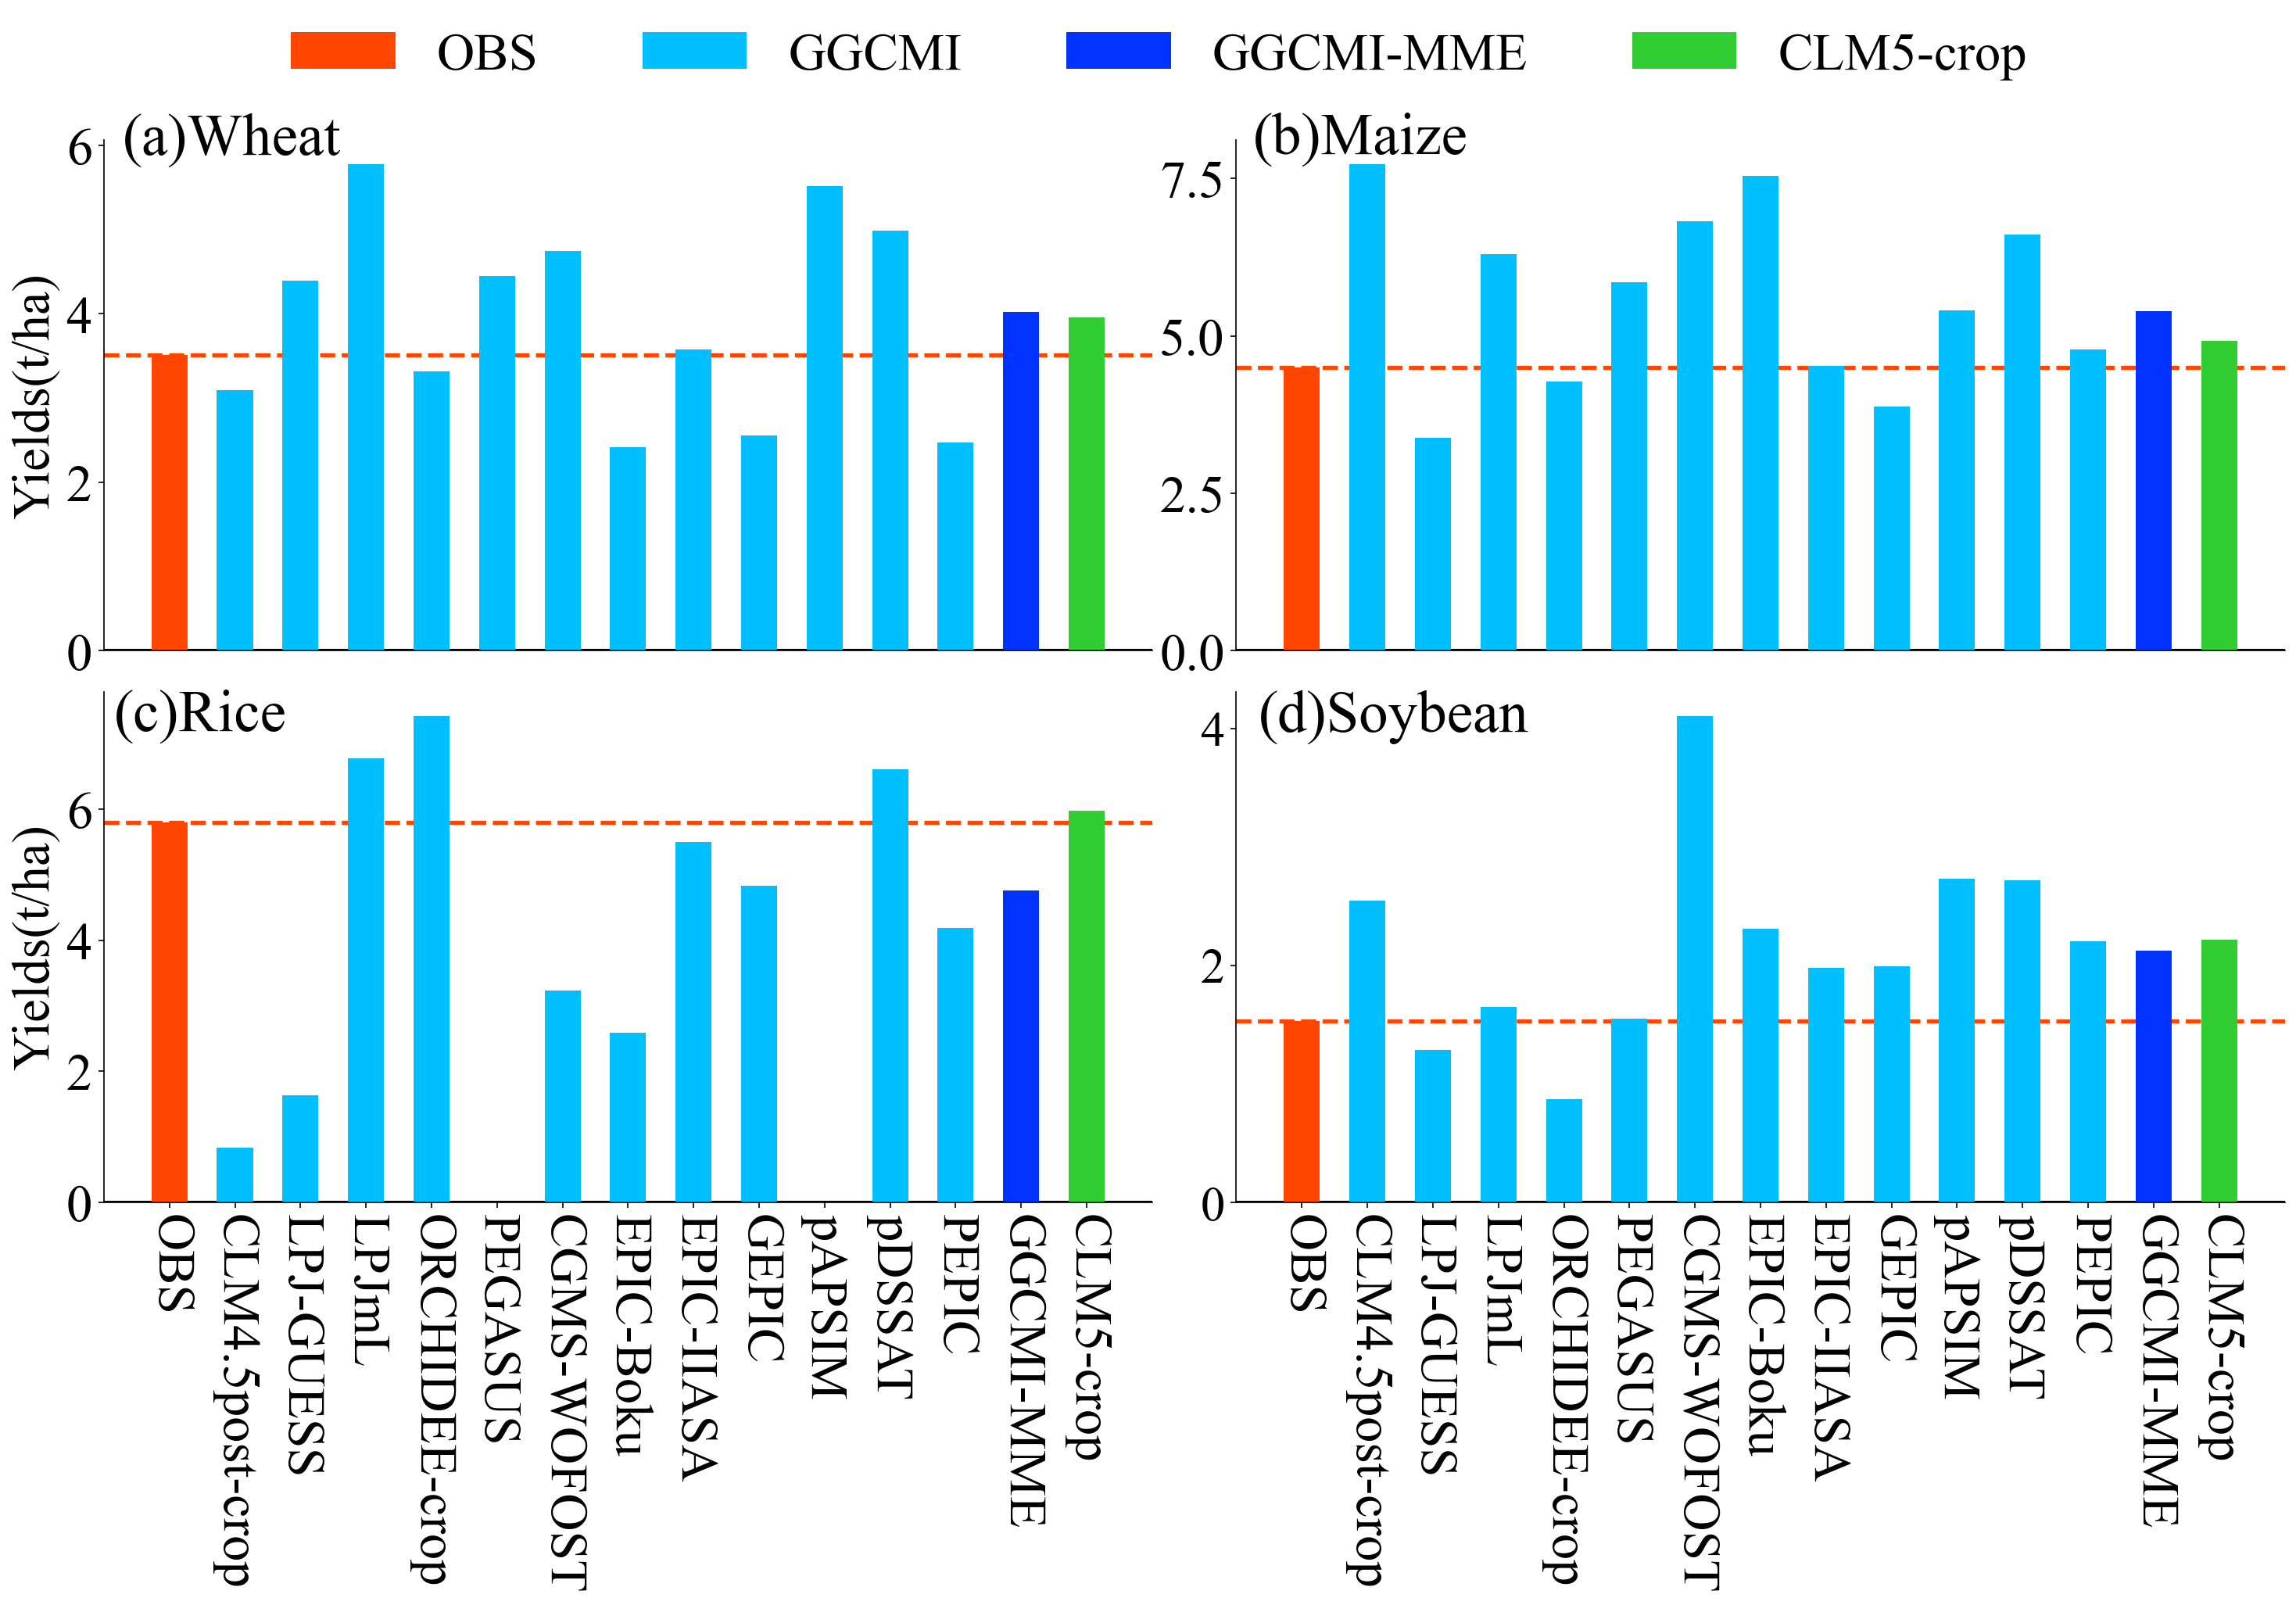 OBS GGCMI GGCMI-MME CLM5-crop
(a)Wheat
Yields(t/ha)
6
4
2
0
(b)Maize
7.5
5.0
2.5
0.0
(c)Rice
Yields(t/ha)
6
4
2
0
OBS
CLM4.5post-crop
LPJ-GUESS
LPJmL
ORCHIDEE-crop
PEGASUS
CGMS-WOFOST
EPIC-Boku
EPIC-IIASA
GEPIC
pAPSIM
pDSSAT
PEPIC
GGCMI-MME
CLM5-crop
(d)Soybean
4
2
0
OBS
CLM4.5post-crop
LPJ-GUESS
LPJmL
ORCHIDEE-crop
PEGASUS
CGMS-WOFOST
EPIC-Boku
EPIC-IIASA
GEPIC
pAPSIM
pDSSAT
PEPIC
GGCMI-MME
CLM5-crop